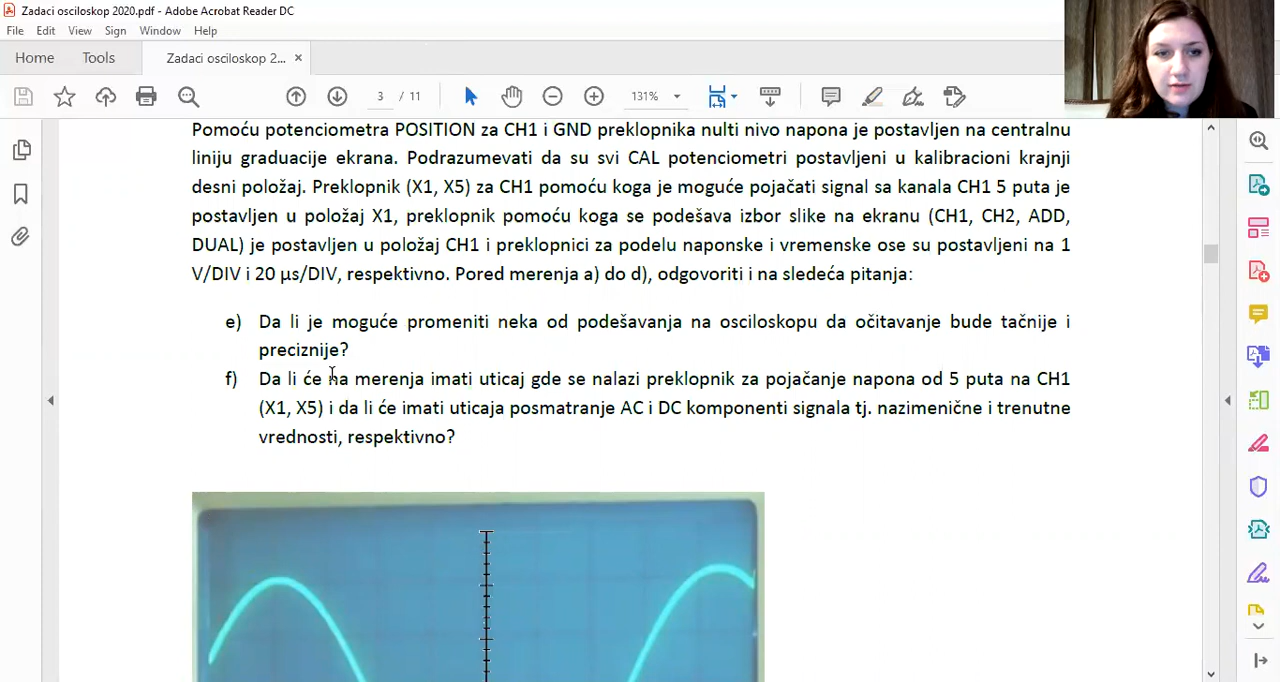 Zadaci osciloskop 2020.pdf - Adobe Acrobat Reader DC
File Edit View Sign Window Help
Home Tools Zadaci osciloskop 2... ×
3 / 11 131%
Pomoću potenciometra POSITION za CH1 i GND preklopnika nulti nivo napona je postavljen na centralnu
liniju graduacije ekrana. Podrazumevati da su svi CAL potenciometri postavljeni u kalibracioni krajnji
desni položaj. Preklopnik (X1, X5) za CH1 pomoću koga je moguće pojačati signal sa kanala CH1 5 puta je
postavljen u položaj X1, preklopnik pomoću koga se podešava izbor slike na ekranu (CH1, CH2, ADD,
DUAL) je postavljen u položaj CH1 i preklopnici za podelu naponske i vremenske ose su postavljeni na 1
V/DIV i 20 μs/DIV, respektivno. Pored merenja a) do d), odgovoriti i na sledeća pitanja:
e) Da li je moguće promeniti neka od podešavanja na osciloskopu da očitavanje bude tačnije i
preciznije?
f) Da li će na merenja imati uticaj gde se nalazi preklopnik za pojačanje napona od 5 puta na CH1
(X1, X5) i da li će imati uticaja posmatranje AC i DC komponenti signala tj. nazimenične i trenutne
vrednosti, respektivno?